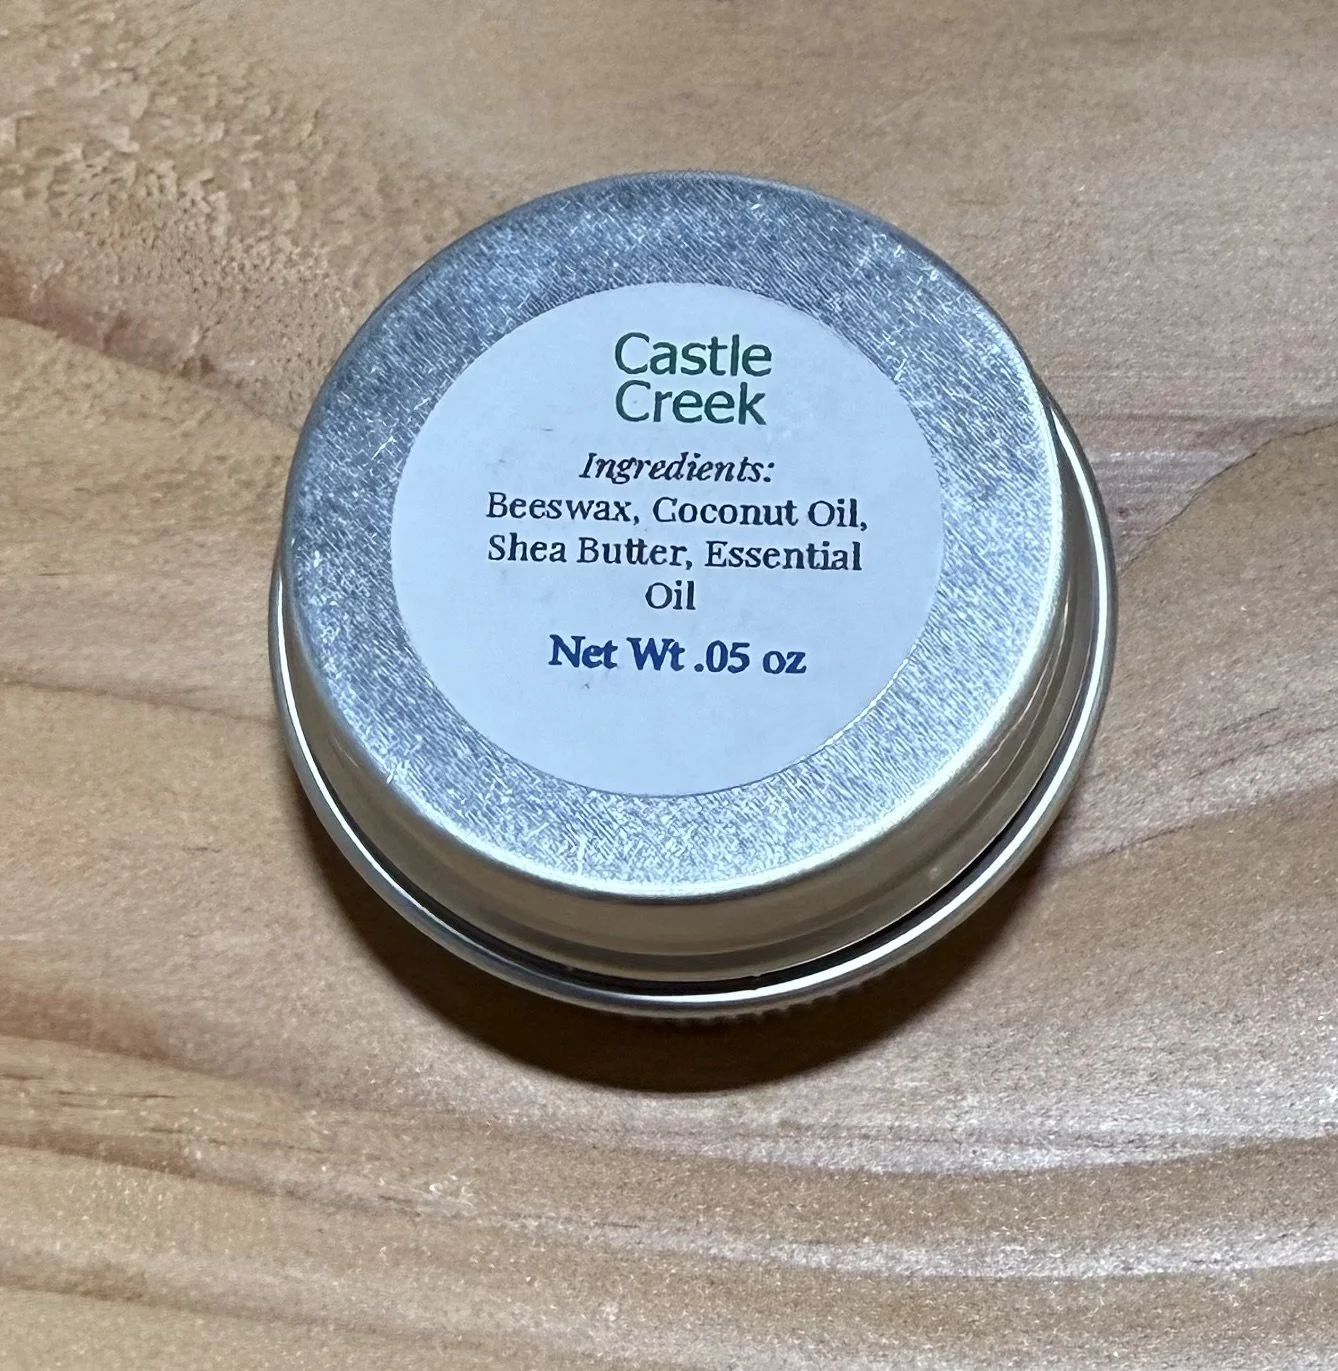 Castle
Creek
Ingredients:
Beeswax, Coconut Oil,
Shea Butter, Essential
Oil
Net Wt .05 oz